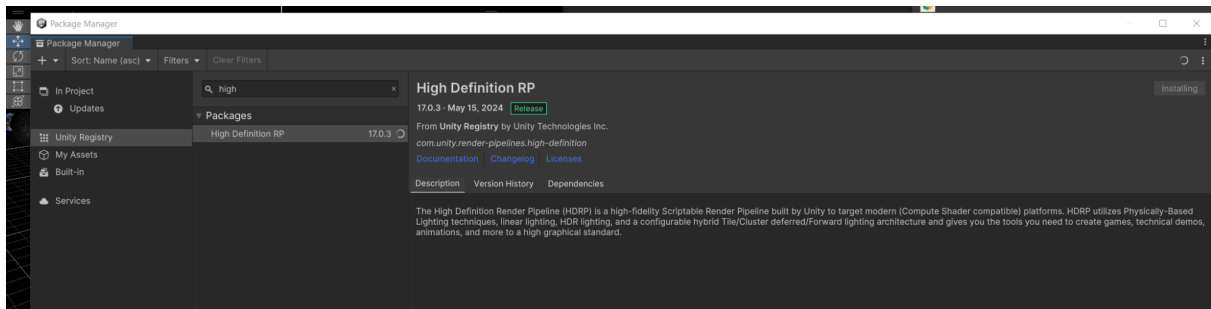 Package Manager
Package Manager
Sort: Name (asc) Filters Clear Filters
In Project
Updates
Unity Registry
My Assets
Built-in
Services
high
Packages
High Definition RP 17.0.3
High Definition RP
Installing
17.0.3 · May 15, 2024 Release
From Unity Registry by Unity Technologies Inc.
com.unity.render-pipelines.high-definition
Documentation Changelog Licenses
Description Version History Dependencies
The High Definition Render Pipeline (HDRP) is a high-fidelity Scriptable Render Pipeline built by Unity to target modern (Compute Shader compatible) platforms. HDRP utilizes Physically-Based
Lighting techniques, linear lighting, HDR lighting, and a configurable hybrid Tile/Cluster deferred/Forward lighting architecture and gives you the tools you need to create games, technical demos,
animations, and more to a high graphical standard.